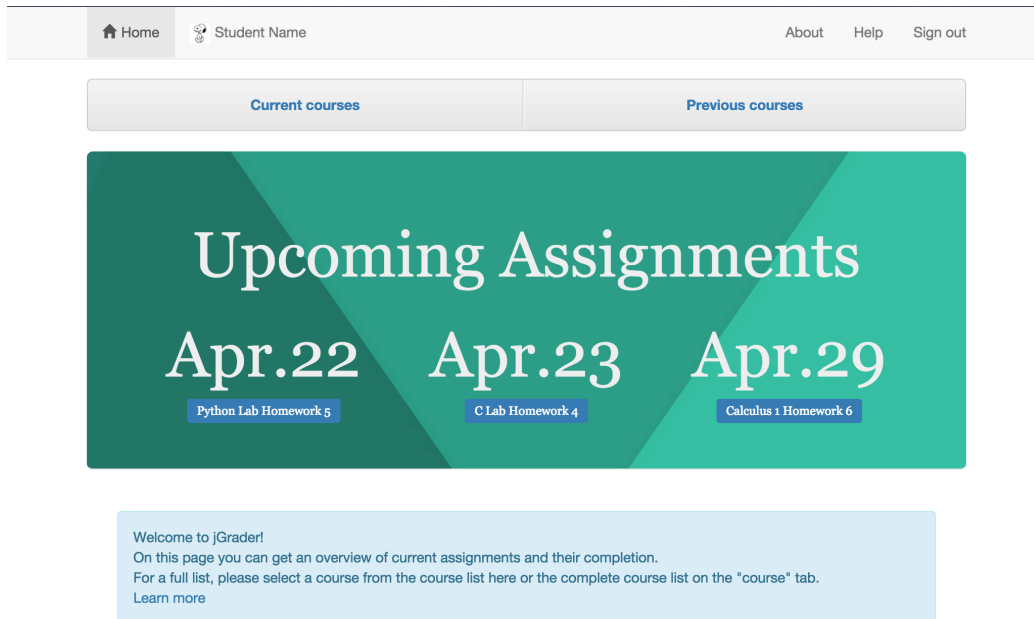 Home Student Name About Help Sign out
Current courses Previous courses
Upcoming Assignments
Apr.22 Apr.23 Apr.29
Python Lab Homework 5 C Lab Homework 4 Calculus 1 Homework 6
Welcome to jGrader!
On this page you can get an overview of current assignments and their completion.
For a full list, please select a course from the course list here or the complete course list on the "course" tab.
Learn more